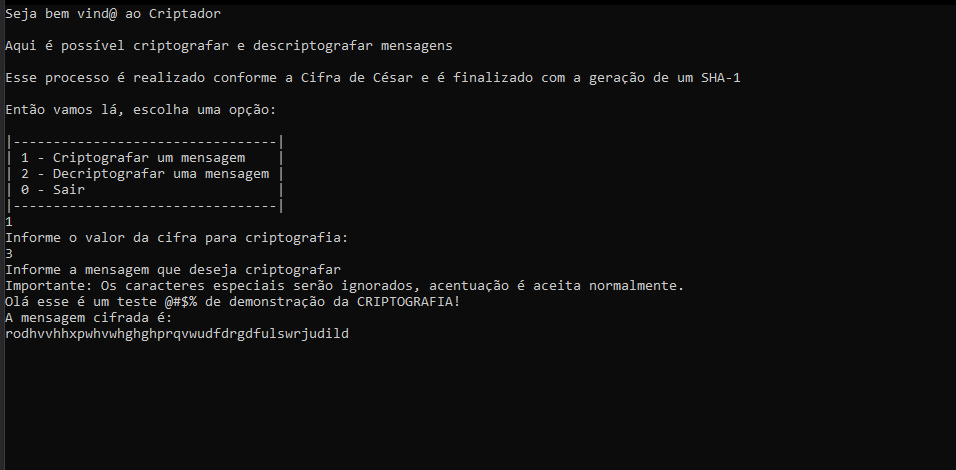 Seja bem vind@ ao Criptador
Aqui é possível criptografar e descriptografar mensagens
Esse processo é realizado conforme a Cifra de César e é finalizado com a geração de um SHA-1
Então vamos lá, escolha uma opção:
|---------------------------------|
| 1 - Criptografar um mensagem    |
| 2 - Decriptografar uma mensagem |
| 0 - Sair                        |
|---------------------------------|
1
Informe o valor da cifra para criptografia:
3
Informe a mensagem que deseja criptografar
Importante: Os caracteres especiais serão ignorados, acentuação é aceita normalmente.
Olá esse é um teste @#$% de demonstração da CRIPTOGRAFIA!
A mensagem cifrada é:
rodhvvhhxpwhvwhghghprqvwudfdrgdfulswrjudild